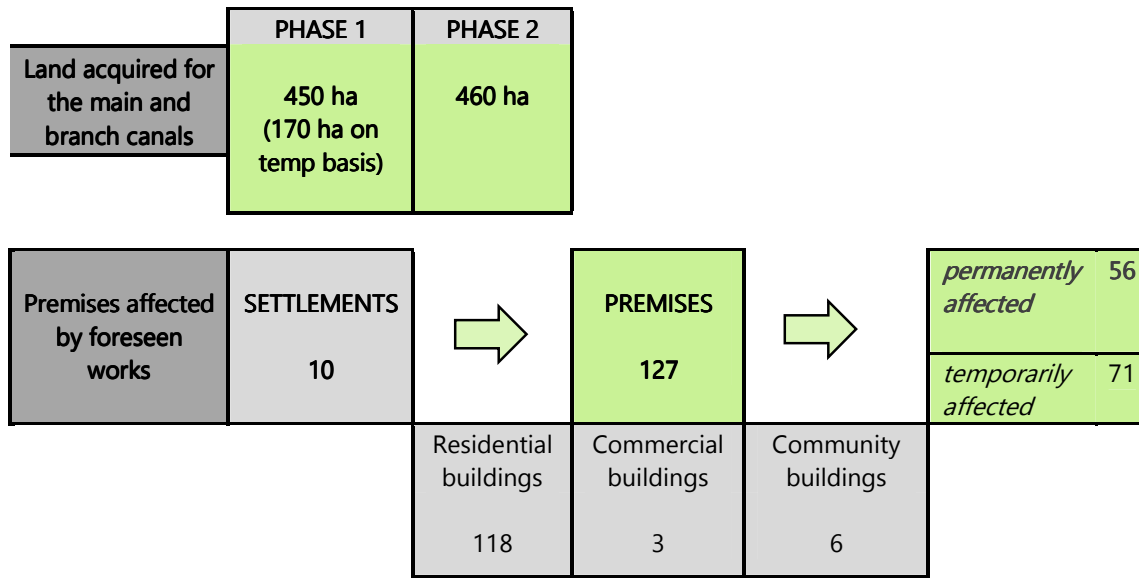 PHASE 1
PHASE 2
Land acquired for
the main and
branch canals
450 ha
(170 ha on
temp basis)
460 ha
Premises affected
by foreseen
works
SETTLEMENTS
10
PREMISES
127
permanently
affected
56
temporarily
affected
71
Residential
buildings
118
Commercial
buildings
3
Community
buildings
6